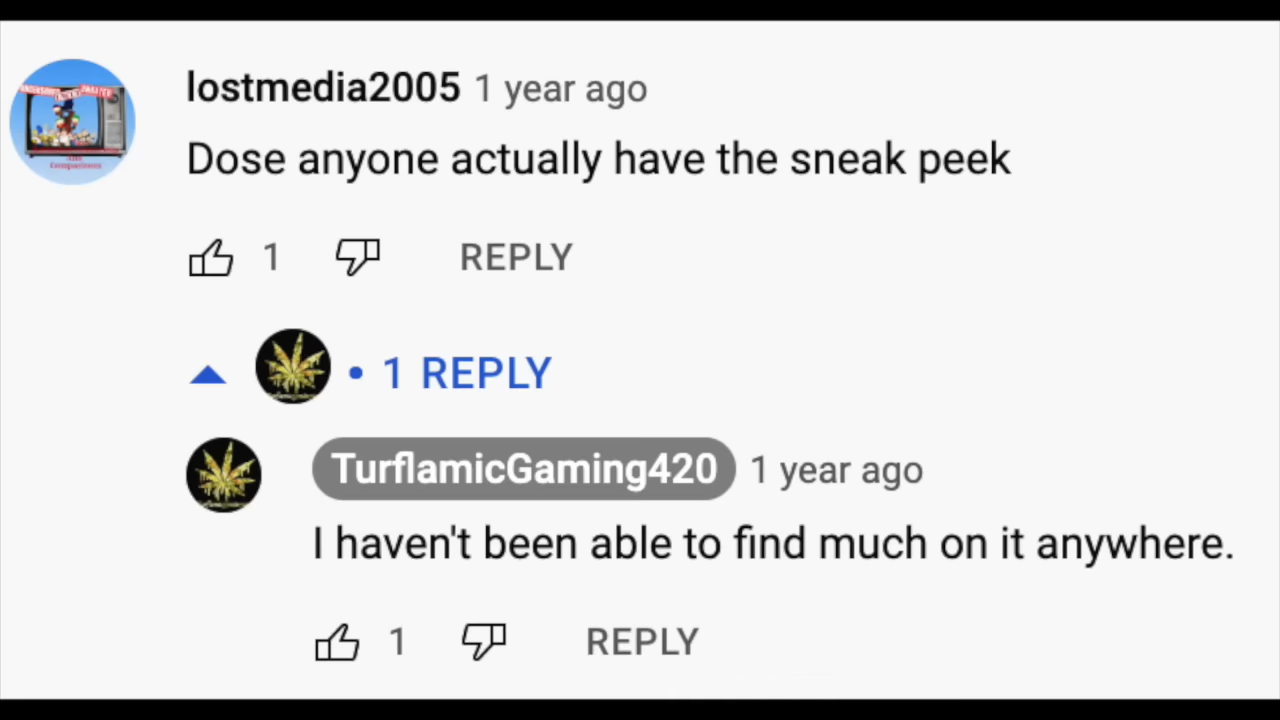 lostmedia2005 1 year ago
Dose anyone actually have the sneak peek
1 REPLY
• 1 REPLY
TurflamicGaming420 1 year ago
I haven't been able to find much on it anywhere.
1 REPLY